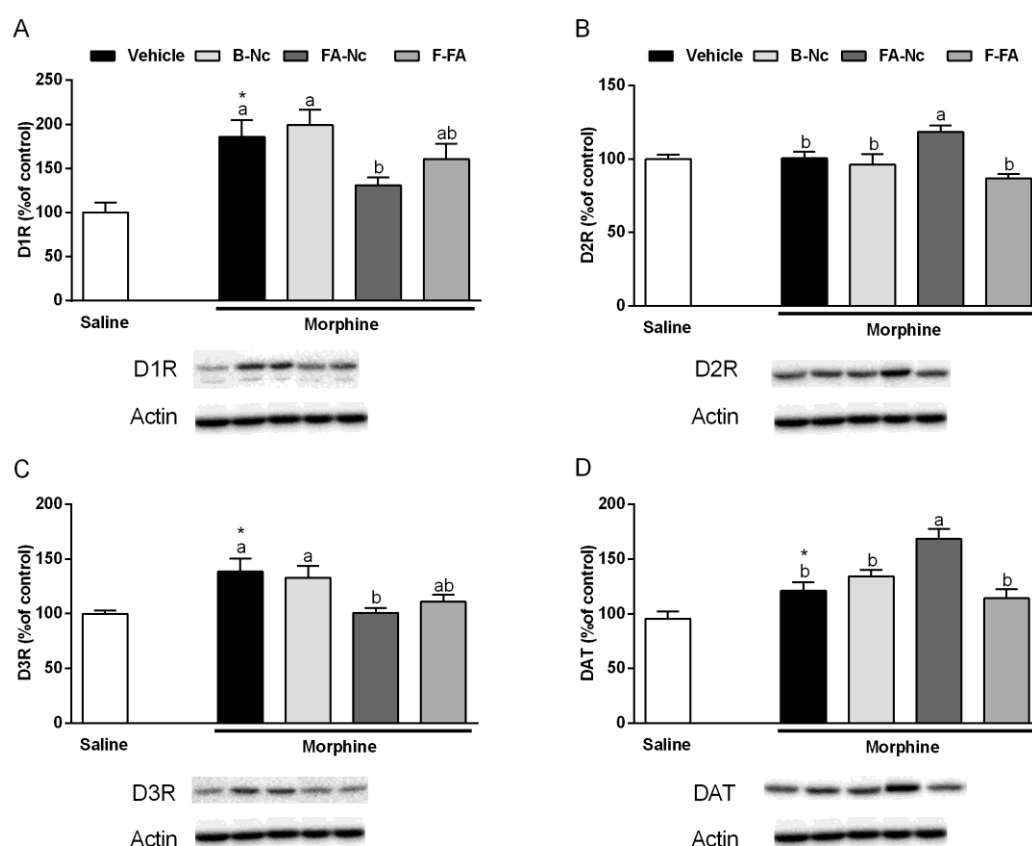 A
Vehicle B-Nc FA-Nc F-FA
D1R (%of control)
250
200
150
100
50
0
*
a
a
b
ab
Saline
Morphine
D1R
Actin
B
Vehicle B-Nc FA-Nc F-FA
D2R (%of control)
150
100
50
0
b
b
a
b
Saline
Morphine
D2R
Actin
C
D3R (%of control)
200
150
100
50
0
*
a
a
b
ab
Saline
Morphine
D3R
Actin
D
DAT (%of control)
200
150
100
50
0
*
b
b
a
b
Saline
Morphine
DAT
Actin